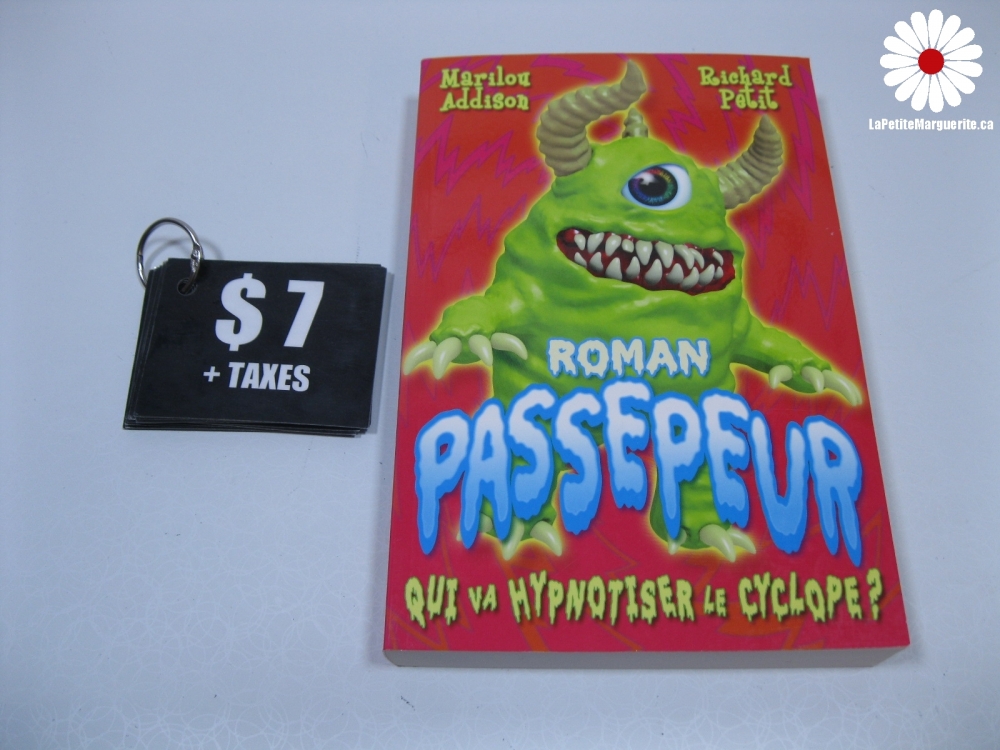 LaPetiteMarguerite.ca
$ 7
+ TAXES
Marilou
Addison
Richard
Petit
ROMAN
PASSEPEUR
QUI VA HYPNOTISER LE CYCLOPE ?